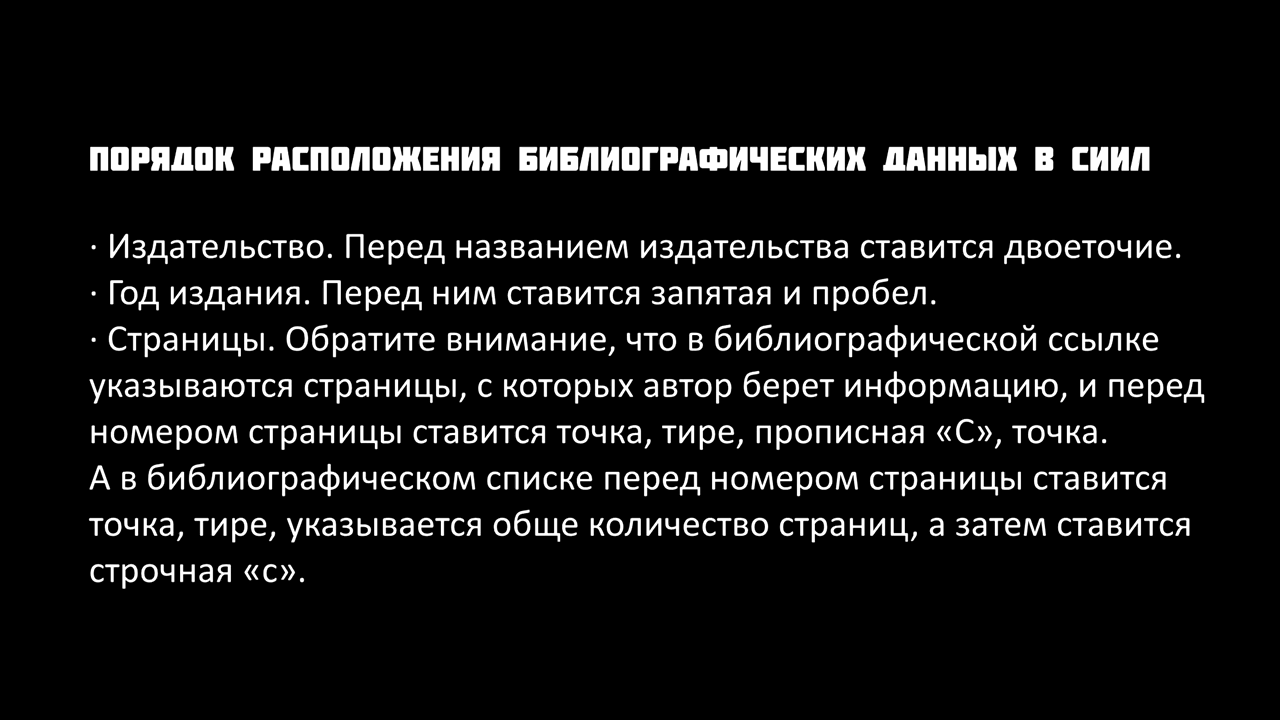 ПОРЯДОК РАСПОЛОЖЕНИЯ БИБЛИОГРАФИЧЕСКИХ ДАННЫХ В СИИЛ
· Издательство. Перед названием издательства ставится двоеточие.
· Год издания. Перед ним ставится запятая и пробел.
· Страницы. Обратите внимание, что в библиографической ссылке
указываются страницы, с которых автор берет информацию, и перед
номером страницы ставится точка, тире, прописная «С», точка.
А в библиографическом списке перед номером страницы ставится
точка, тире, указывается обще количество страниц, а затем ставится
строчная «с».